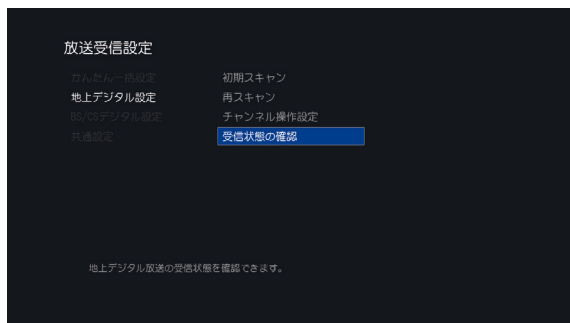 放送受信設定
かんたん一括設定
地上デジタル設定
BS/CSデジタル設定
共通設定
初期スキャン
再スキャン
チャンネル操作設定
受信状態の確認
地上デジタル放送の受信状態を確認できます。